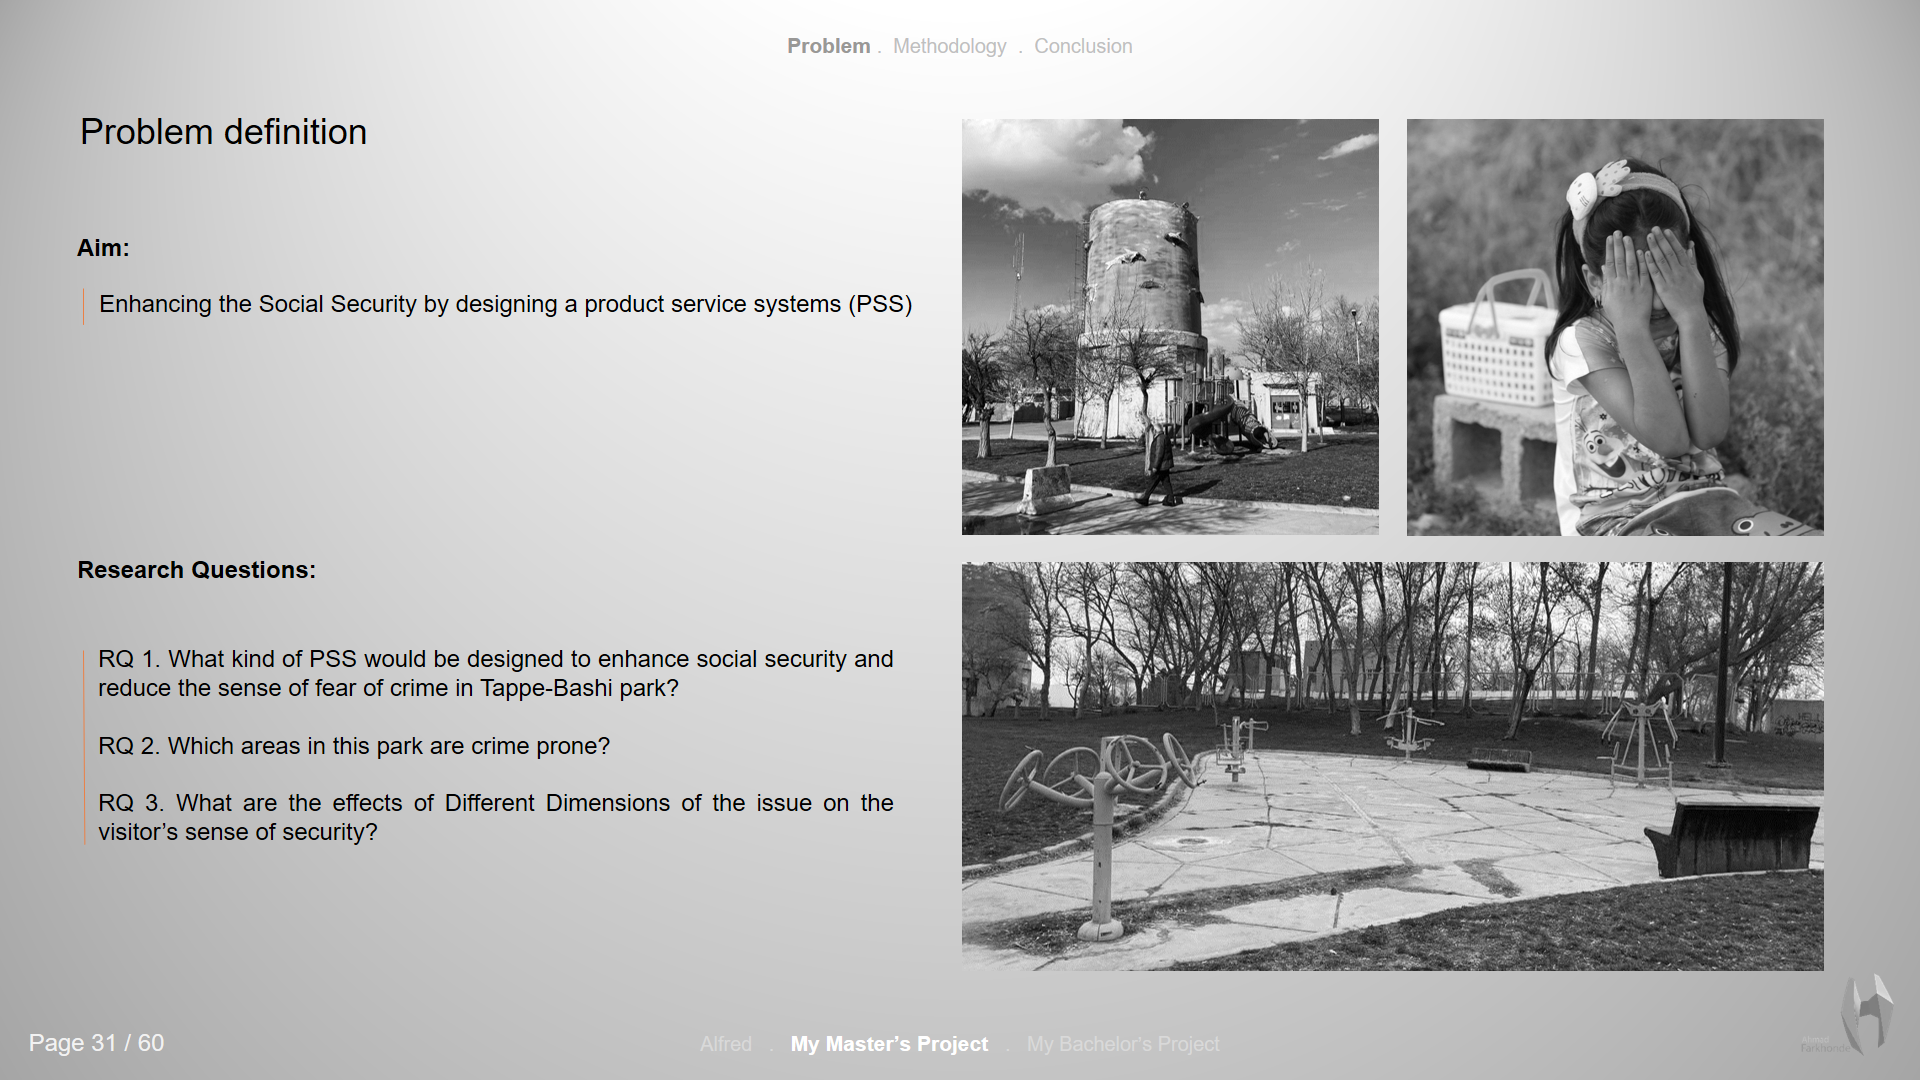 Problem . Methodology . Conclusion
Problem definition
Aim:
Enhancing the Social Security by designing a product service systems (PSS)
Research Questions:
RQ 1. What kind of PSS would be designed to enhance social security and
reduce the sense of fear of crime in Tappe-Bashi park?
RQ 2. Which areas in this park are crime prone?
RQ 3. What are the effects of Different Dimensions of the issue on the
visitor’s sense of security?
Page 31 / 60
Alfred . My Master’s Project . My Bachelor’s Project
Ahmad